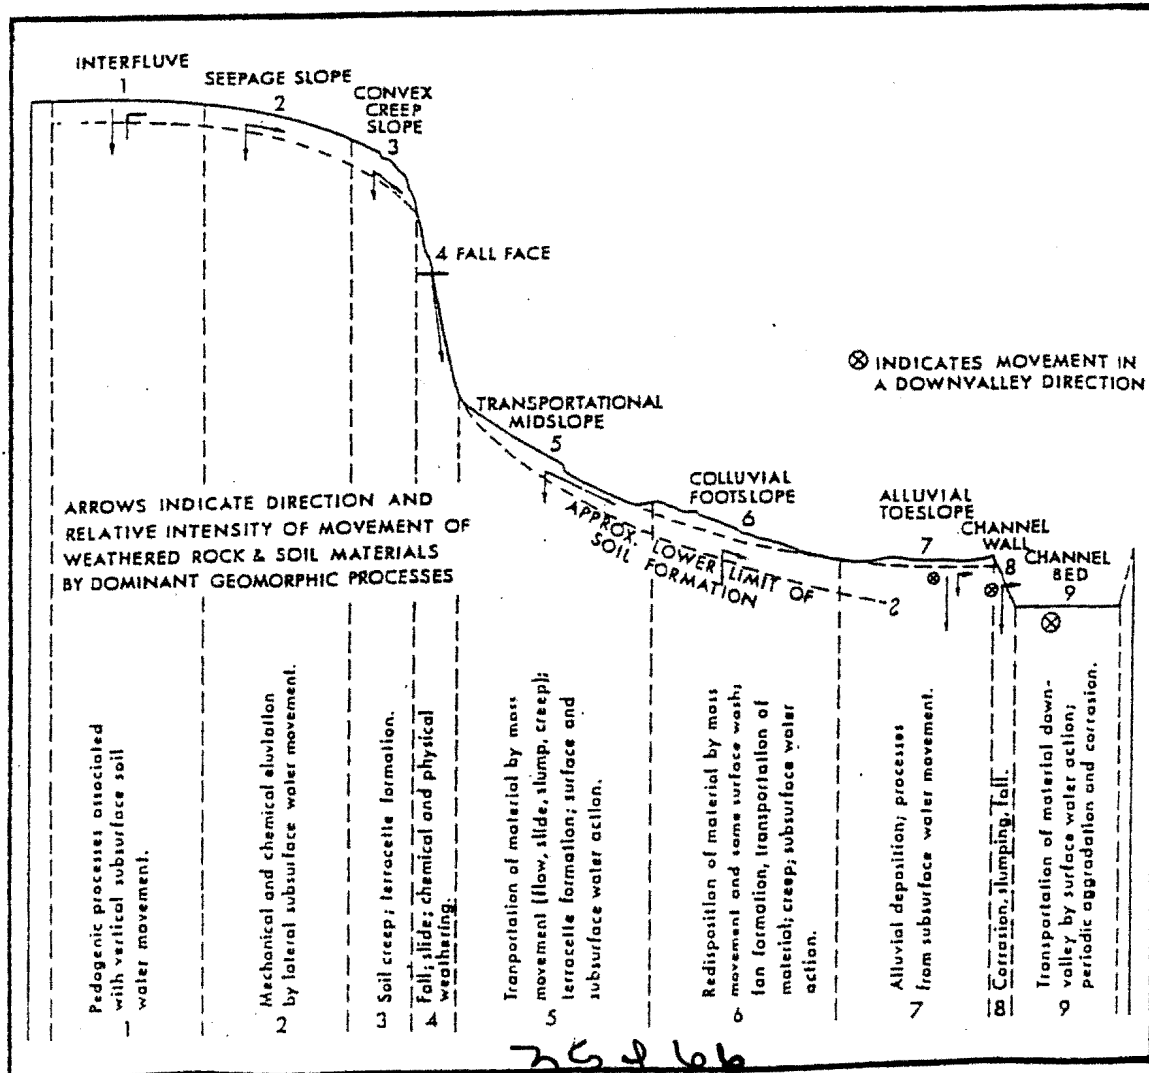 INTERFLUVE
1
SEEPAGE SLOPE
2
CONVEX
CREEP
SLOPE
3
4 FALL FACE
⊗ INDICATES MOVEMENT IN
A DOWNVALLEY DIRECTION
TRANSPORTATIONAL
MIDSLOPE
5
COLLUVIAL
FOOTSLOPE
6
ALLUVIAL
TOESLOPE
7
CHANNEL
WALL
8
CHANNEL
BED
9
ARROWS INDICATE DIRECTION AND
RELATIVE INTENSITY OF MOVEMENT OF
WEATHERED ROCK & SOIL MATERIALS
BY DOMINANT GEOMORPHIC PROCESSES
APPROX. LOWER LIMIT OF
SOIL FORMATION
?
Pedogenic processes associated
with vertical subsurface soil
water movement.
1
Mechanical and chemical eluviation
by lateral subsurface water movement.
2
Soil creep; terracette formation.
3
Fall; slide; chemical and physical
weathering.
4
Tranportation of material by mass
movement (flow, slide, slump, creep);
terracette formation; surface and
subsurface water action.
5
Redisposition of material by mass
movement and some surface wash;
fan formation, transportation of
material; creep; subsurface water
action.
6
Alluvial deposition; processes
from subsurface water movement.
7
Corrasion, slumping, fall.
8
Transportation of material down-
valley by surface water action;
periodic aggradation and corrasion.
9